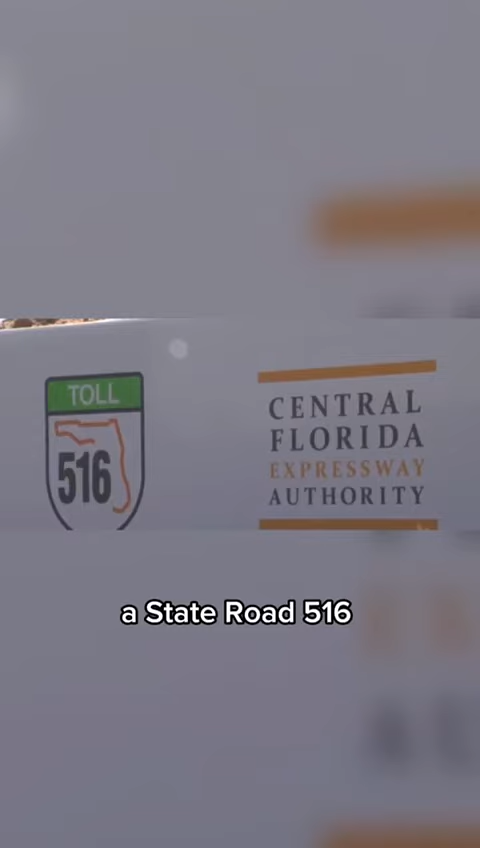 TOLL
516
CENTRAL
FLORIDA
EXPRESSWAY
AUTHORITY
a State Road 516